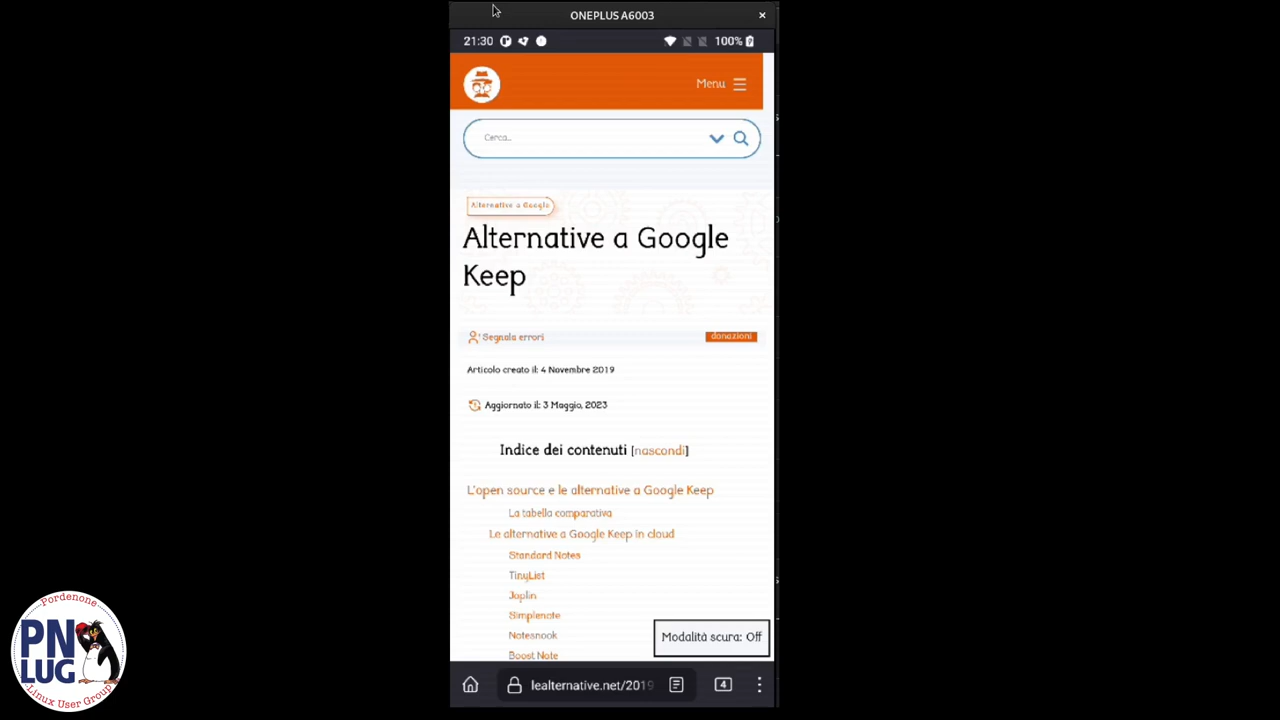 ONEPLUS A6003
21:30
100%
Menu
Cerca...
Alternative a Google
Alternative a Google
Keep
Segnala errori
donazioni
Articolo creato il: 4 Novembre 2019
Aggiornato il: 3 Maggio, 2023
Indice dei contenuti [nascondi]
L'open source e le alternative a Google Keep
La tabella comparativa
Le alternative a Google Keep in cloud
Standard Notes
TinyList
Joplin
Simplenote
Notesnook
Boost Note
Modalità scura: Off
lealternative.net/2019
4
Pordenone
PN
LUG
Linux User Group